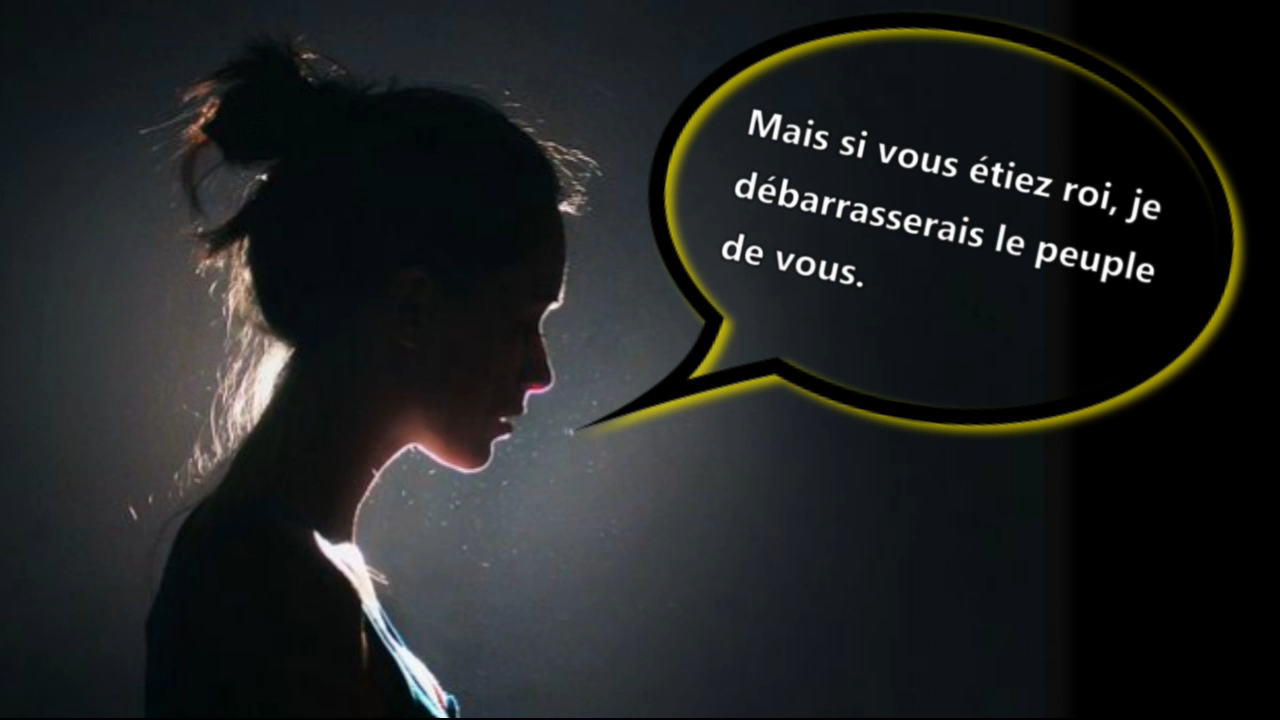 Mais si vous étiez roi, je
débarrasserais le peuple
de vous.